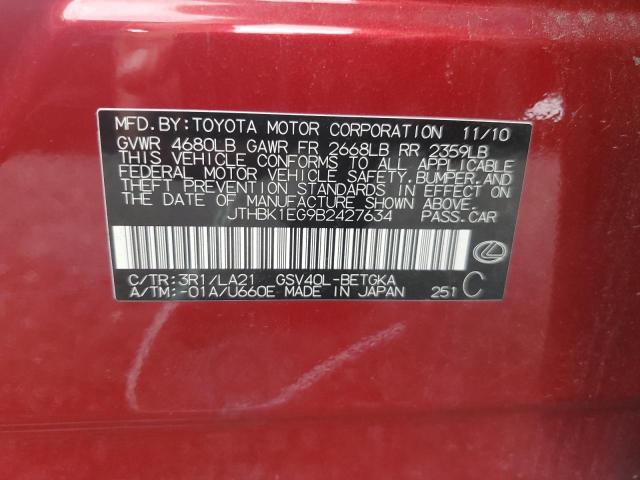 MFD.BY:TOYOTA MOTOR CORPORATION 11/10
GVWR 4680LB GAWR FR 2668LB RR 2359LB
THIS VEHICLE CONFORMS TO ALL APPLICABLE
FEDERAL MOTOR VEHICLE SAFETY,BUMPER,AND
THEFT PREVENTION STANDARDS IN EFFECT ON
THE DATE OF MANUFACTURE SHOWN ABOVE.
JTHBK1EG9B2427634 PASS.CAR
C/TR:3R1/LA21 GSV40L-BETGKA
A/TM:-01A/U660E MADE IN JAPAN 251 C